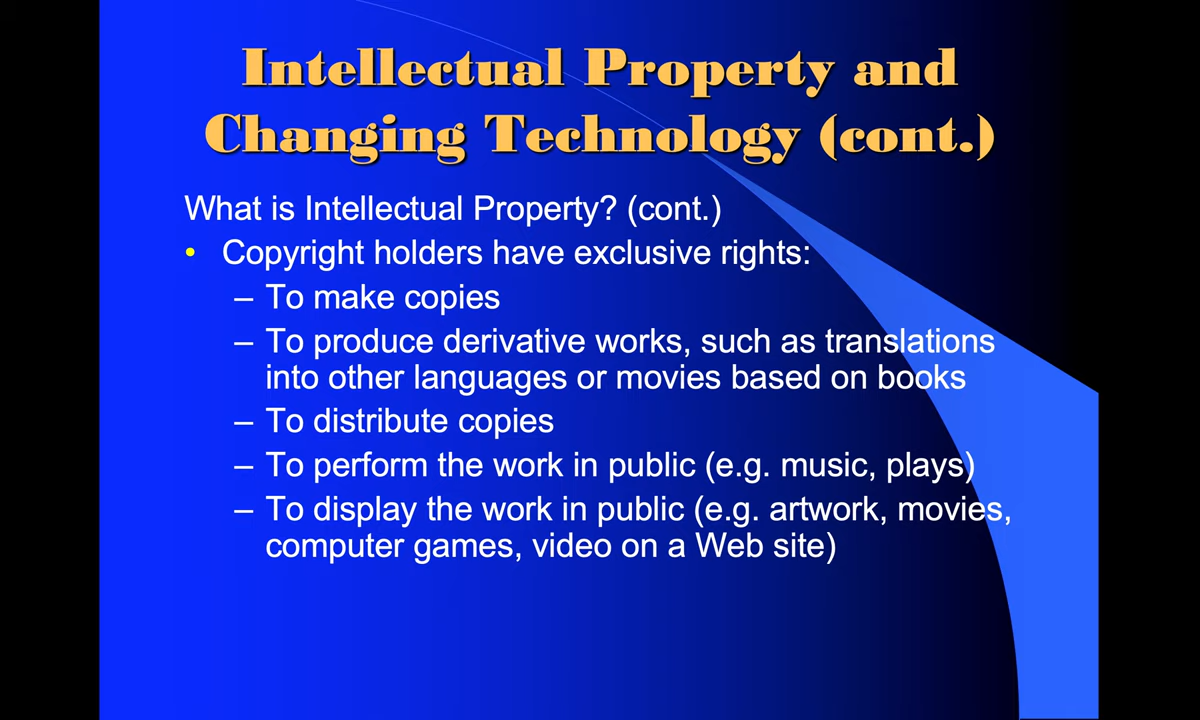 Intellectual Property and
Changing Technology (cont.)
What is Intellectual Property? (cont.)
• Copyright holders have exclusive rights:
– To make copies
– To produce derivative works, such as translations
into other languages or movies based on books
– To distribute copies
– To perform the work in public (e.g. music, plays)
– To display the work in public (e.g. artwork, movies,
computer games, video on a Web site)